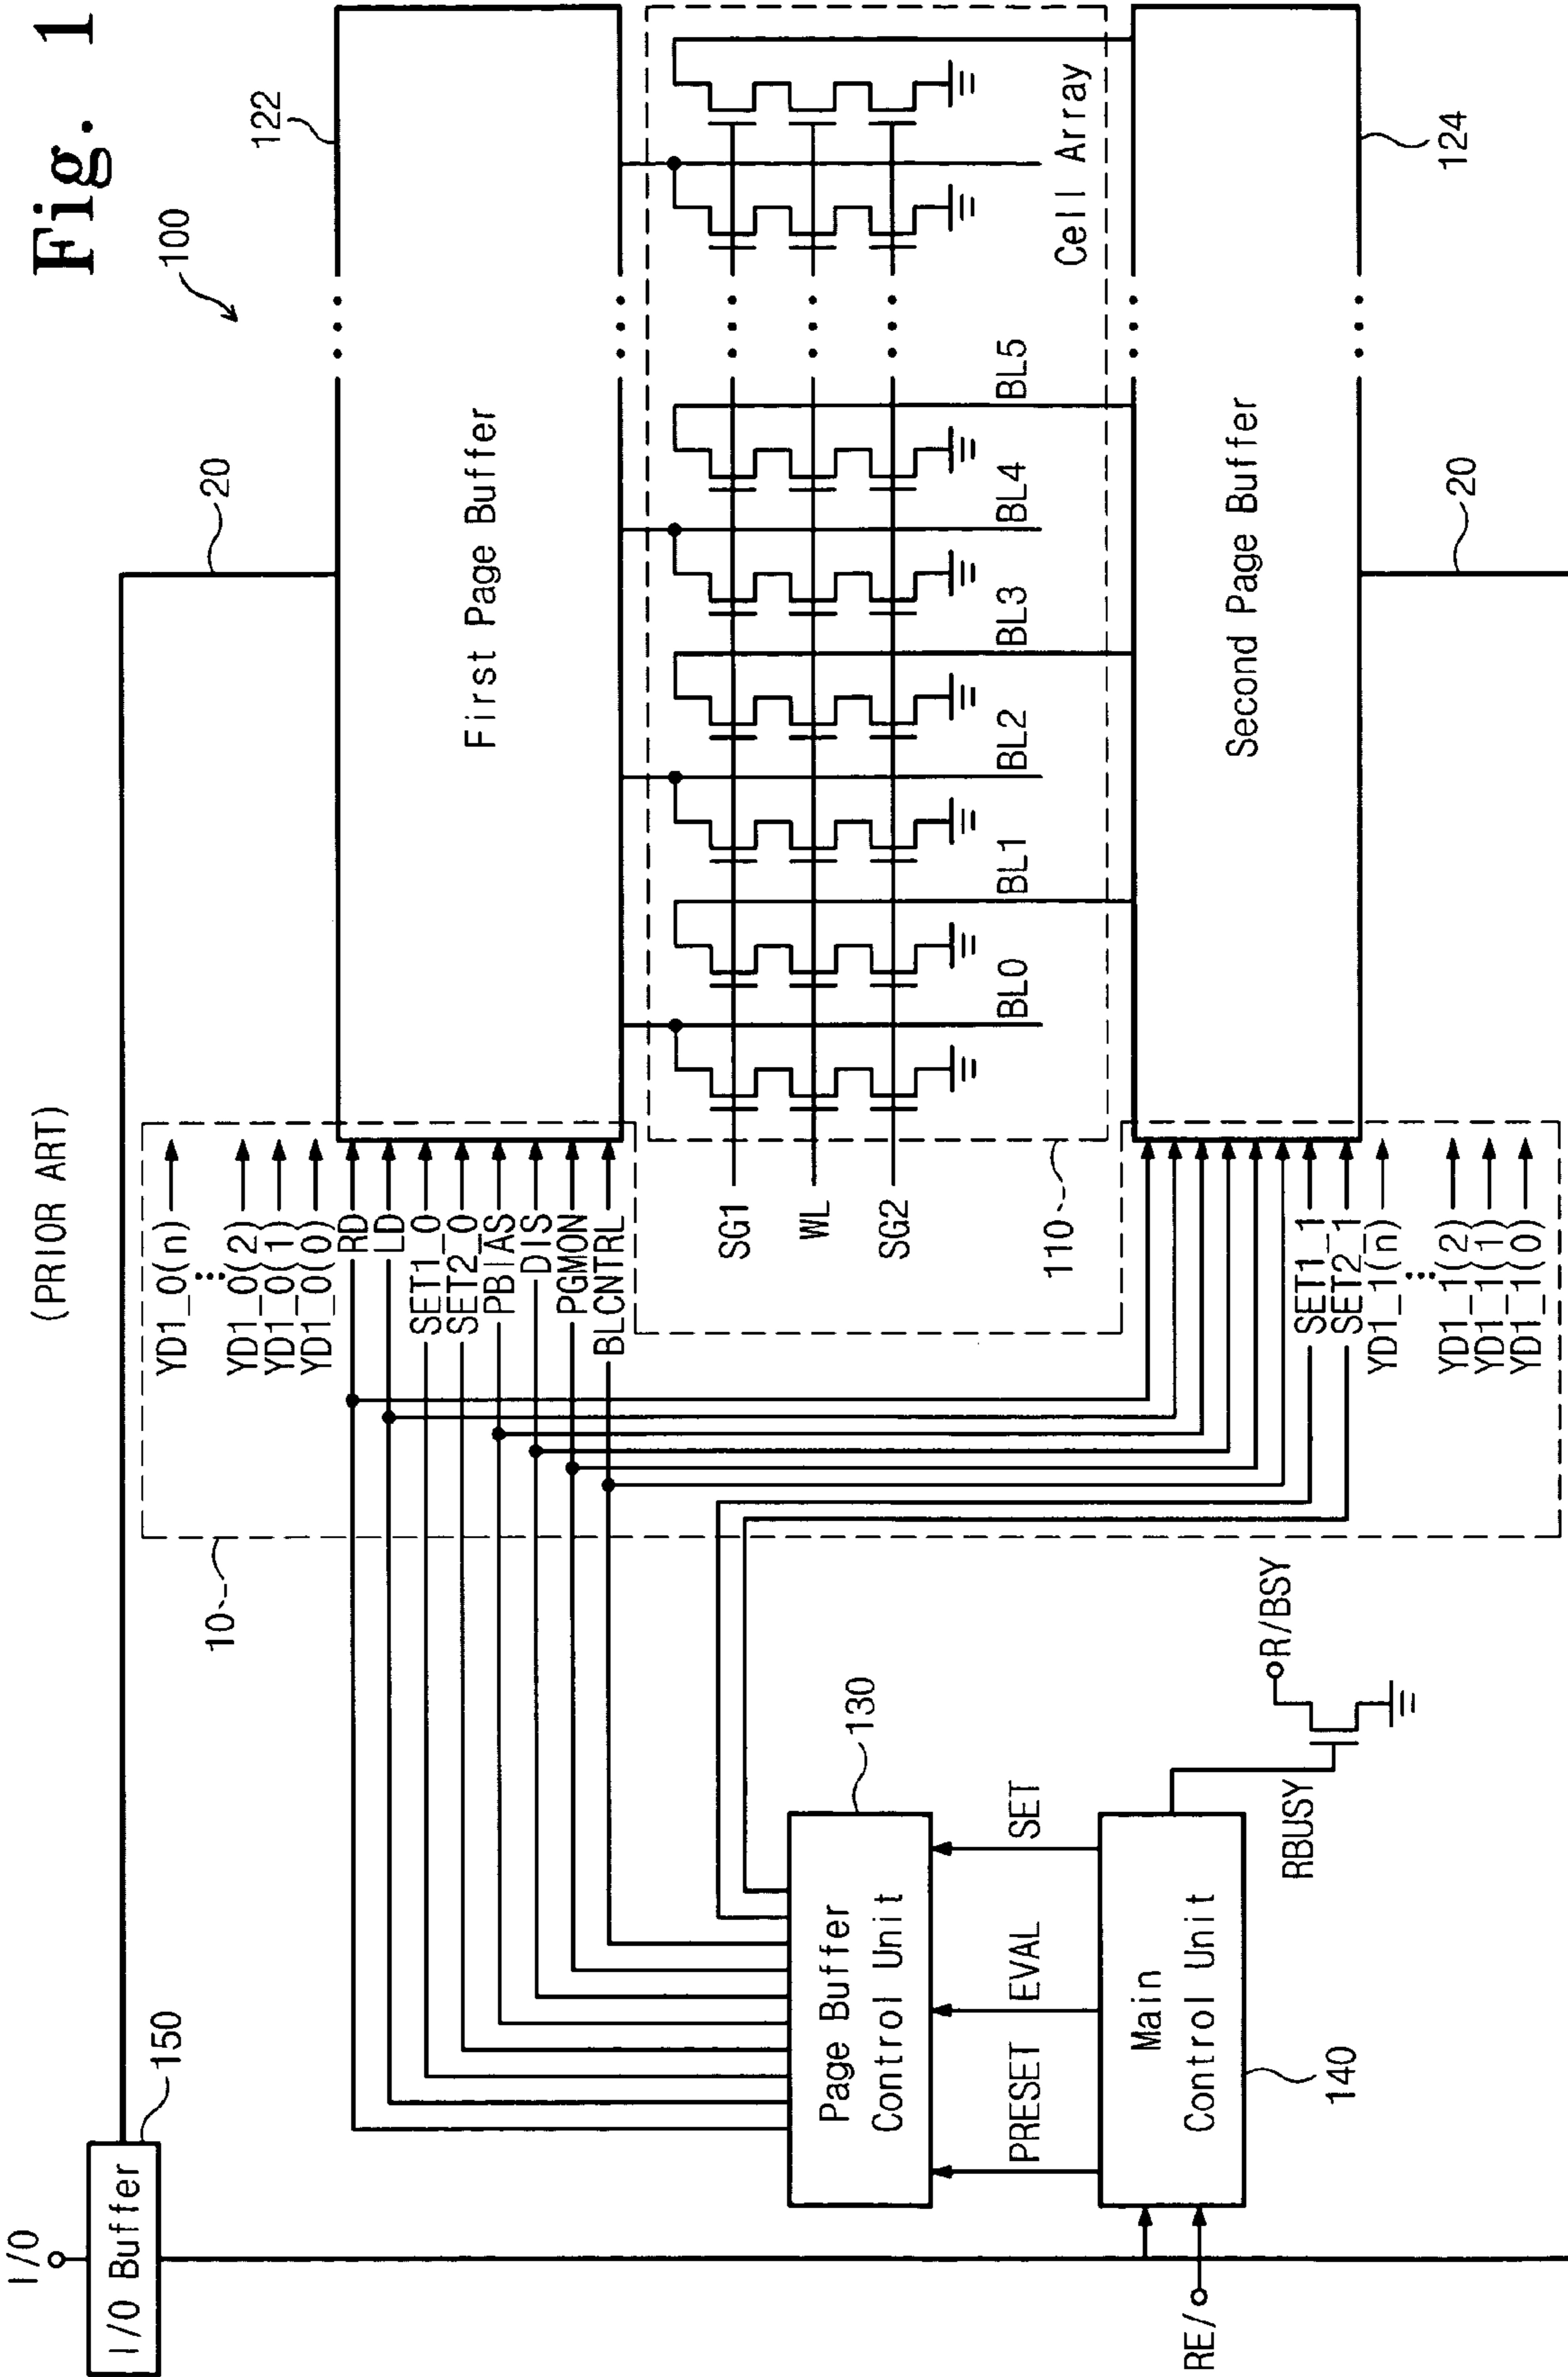 Fig. 1
(PRIOR ART)
100
I/O
I/O Buffer
150
20
122
First Page Buffer
10
YD1_0(n)
YD1_0(2)
YD1_0(1)
YD1_0(0)
RD
LD
SET1_0
SET2_0
PBIAS
DIS
PGMON
BLCNTRL
SG1
WL
SG2
110
BL0
BL1
BL2
BL3
BL4
BL5
Cell Array
Page Buffer
Control Unit
130
PRESET
EVAL
SET
Main
Control Unit
140
RE/
RBUSY
R/BSY
SET1_1
SET2_1
YD1_1(n)
YD1_1(2)
YD1_1(1)
YD1_1(0)
Second Page Buffer
124
20